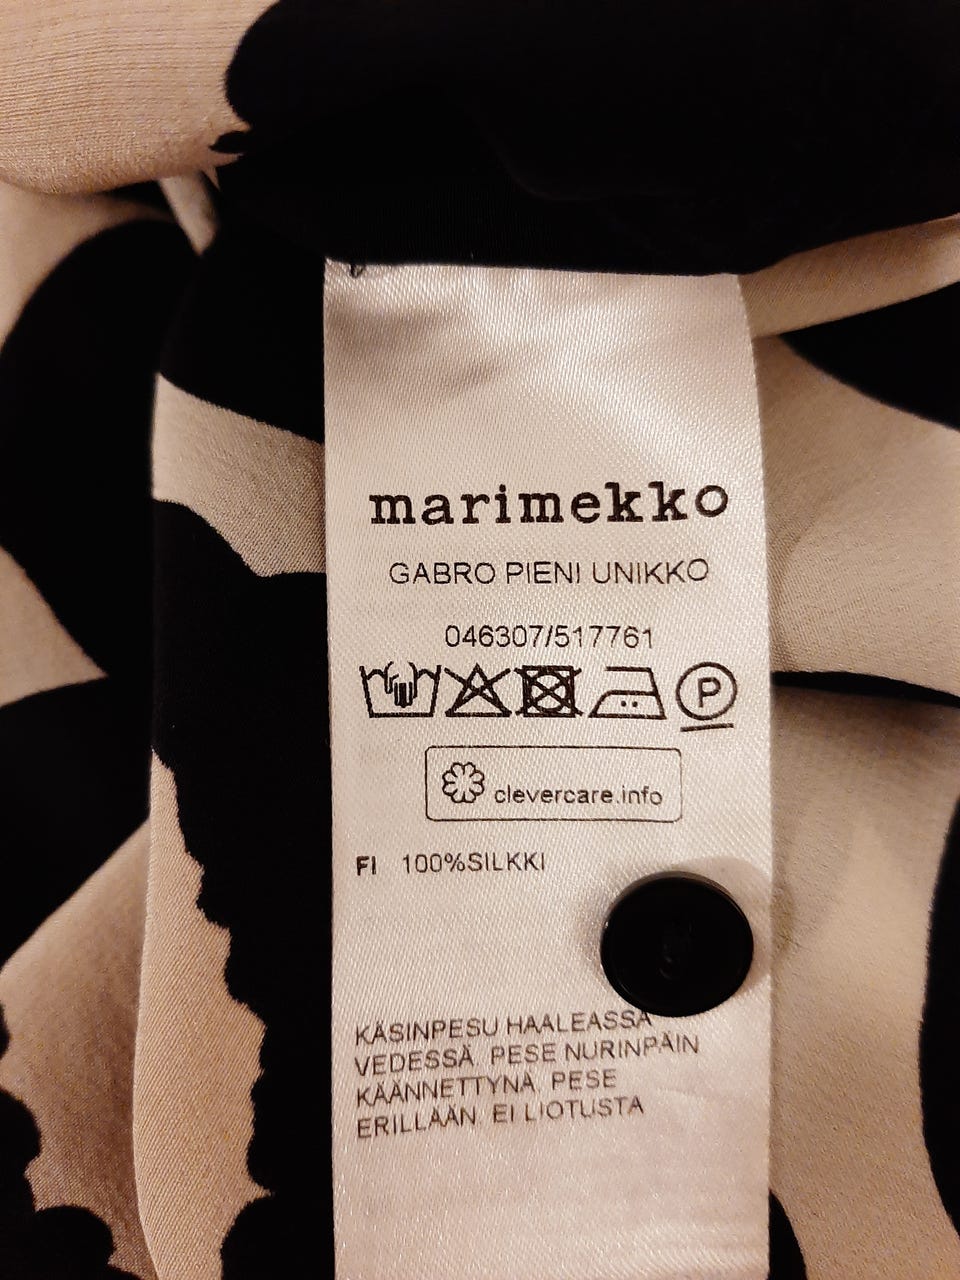 marimekko
GABRO PIENI UNIKKO
046307/517761
P
clevercare.info
FI 100%SILKKI
KÄSINPESU HAALEASSA
VEDESSÄ. PESE NURINPÄIN
KÄÄNNETTYNÄ. PESE
ERILLÄÄN. EI LIOTUSTA